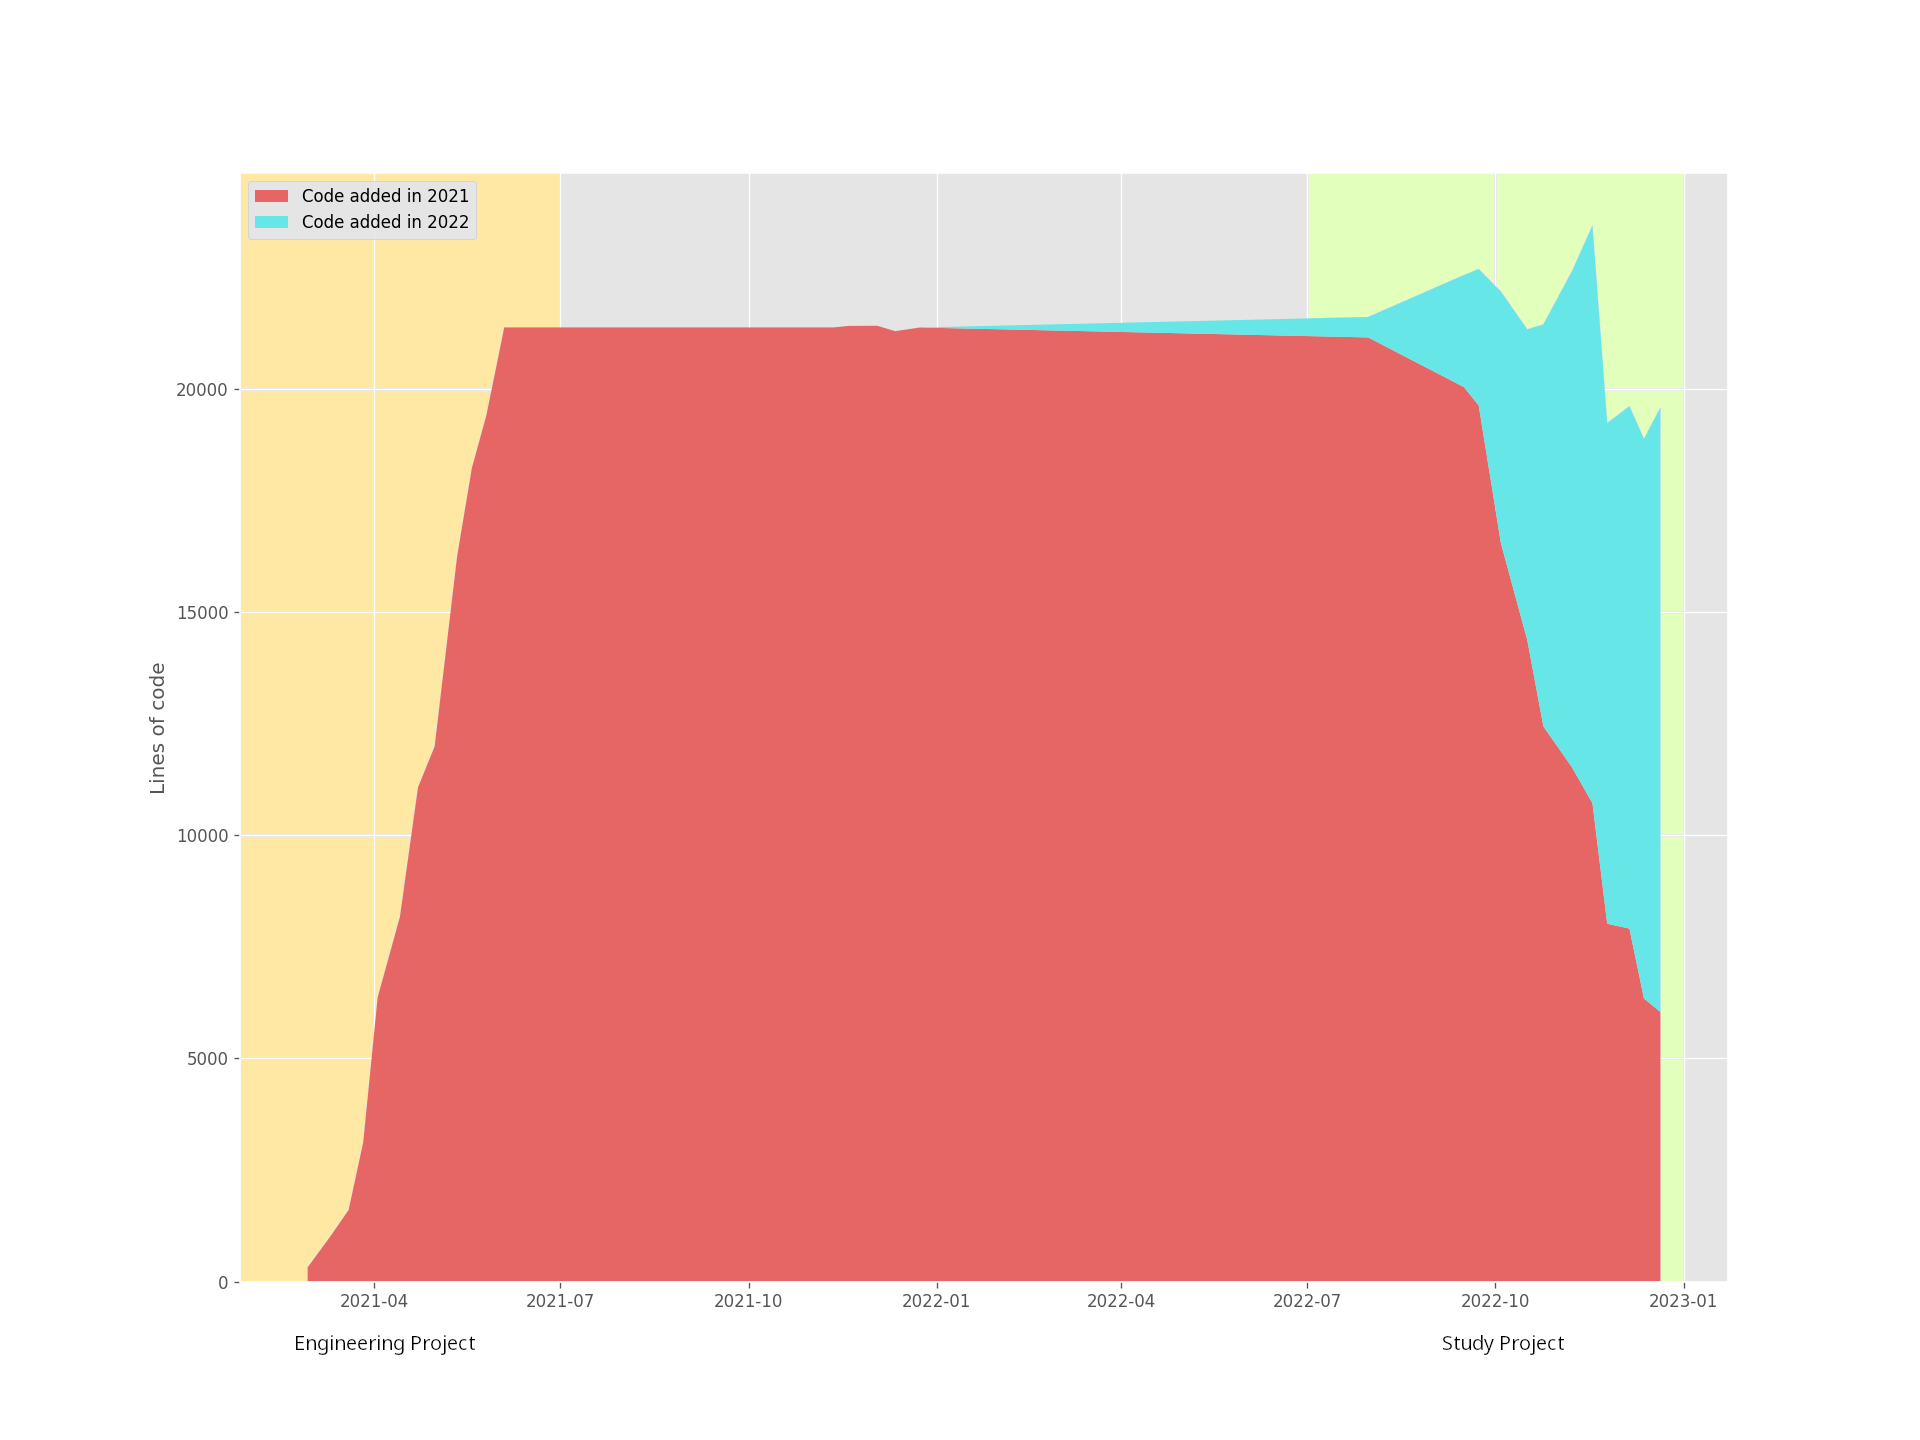 Code added in 2021
Code added in 2022
Lines of code
20000
15000
10000
5000
0
2021-04 2021-07 2021-10 2022-01 2022-04 2022-07 2022-10 2023-01
Engineering Project Study Project